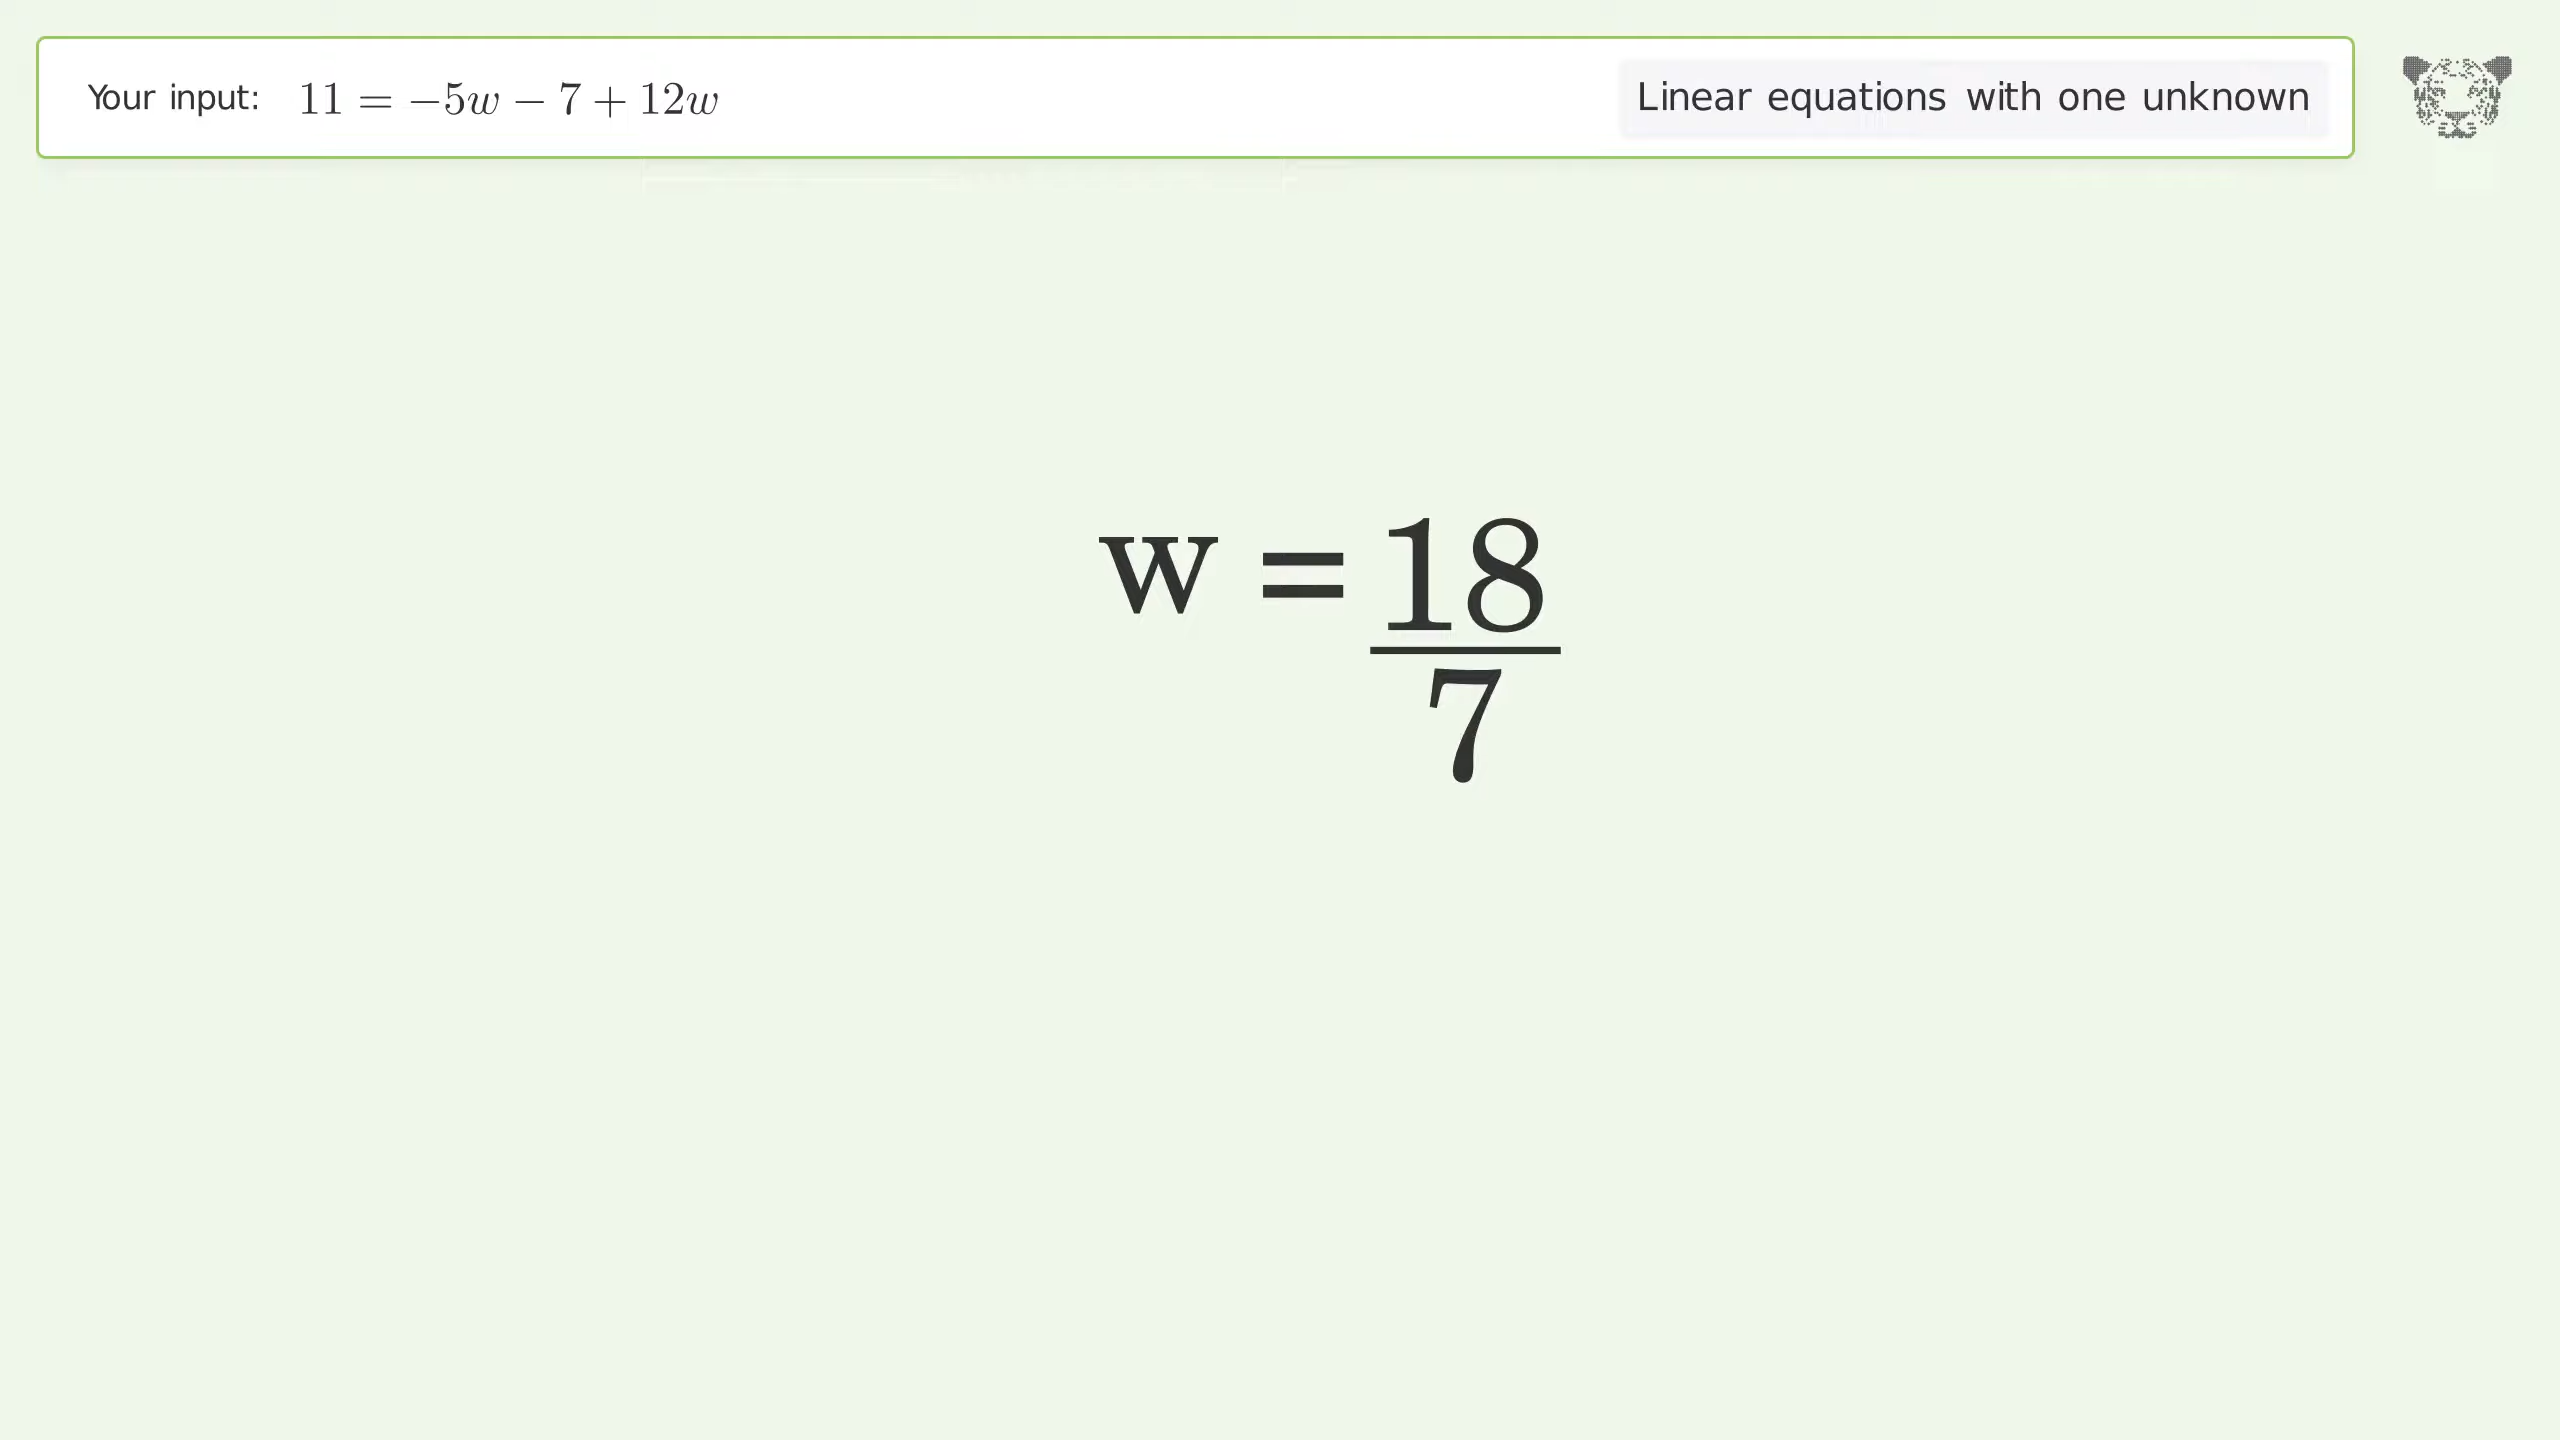 Your input: 11 = −5w − 7 + 12w
Linear equations with one unknown
w = 18/7